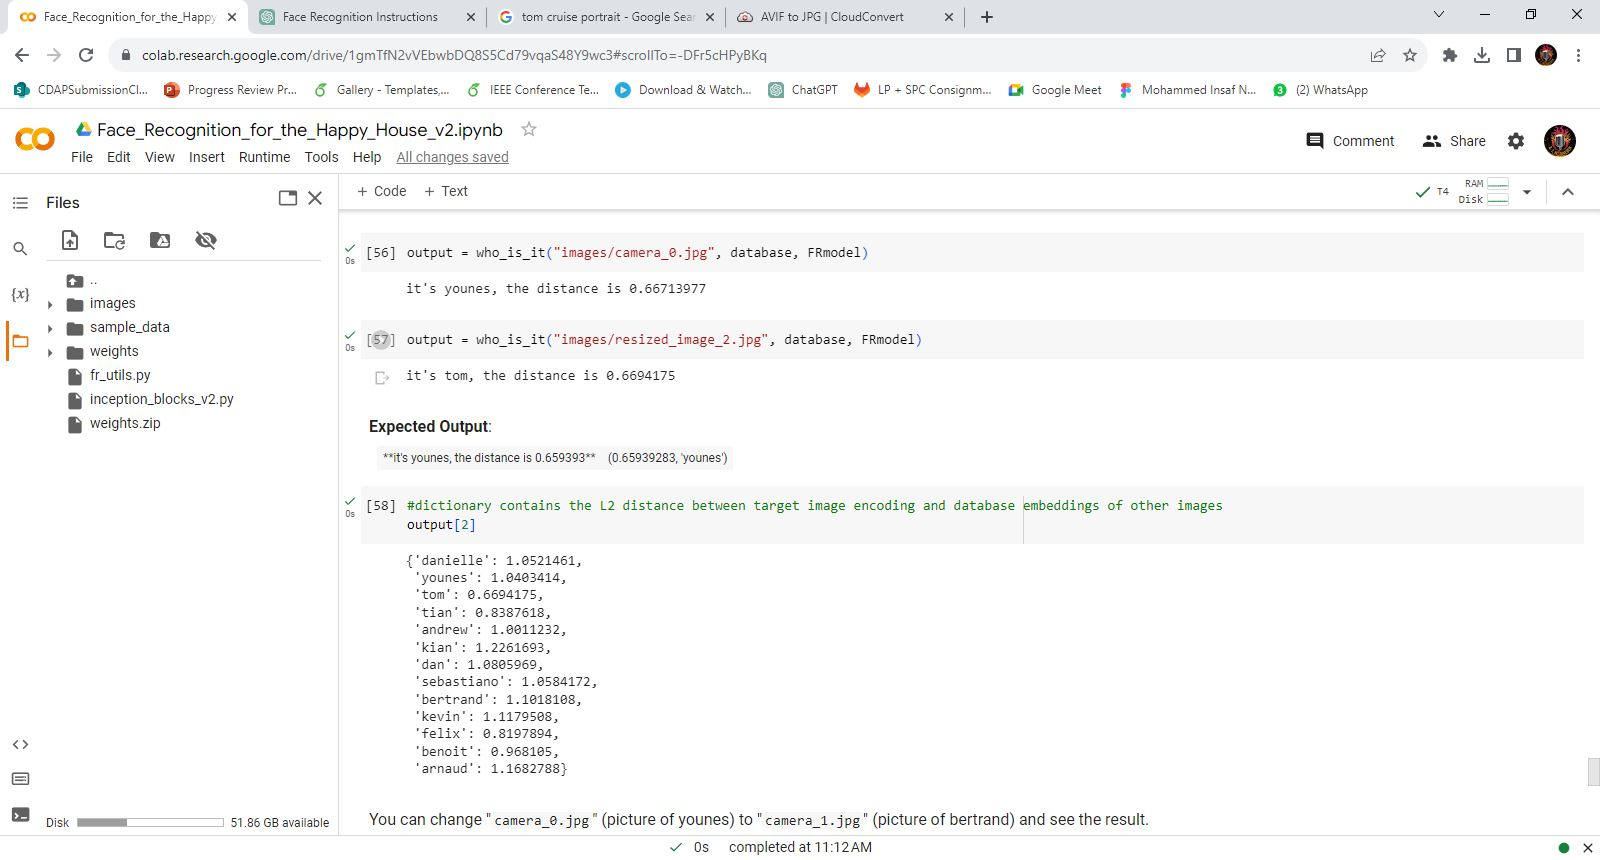 Face_Recognition_for_the_Happy
Face Recognition Instructions
tom cruise portrait - Google Sear
AVIF to JPG | CloudConvert
colab.research.google.com/drive/1gmTfN2vVEbwbDQ8S5Cd79vqaS48Y9wc3#scrollTo=-DFr5cHPyBKq
CDAPSubmissionCl...
Progress Review Pr...
Gallery - Templates,...
IEEE Conference Te...
Download & Watch...
ChatGPT
LP + SPC Consignm...
Google Meet
Mohammed Insaf N...
(2) WhatsApp
Face_Recognition_for_the_Happy_House_v2.ipynb
Comment
Share
File Edit View Insert Runtime Tools Help All changes saved
Files
+ Code + Text
T4
RAM
Disk
..
images
sample_data
weights
fr_utils.py
inception_blocks_v2.py
weights.zip
{x}
[56] output = who_is_it("images/camera_0.jpg", database, FRmodel)
0s
it's younes, the distance is 0.66713977
[57] output = who_is_it("images/resized_image_2.jpg", database, FRmodel)
0s
it's tom, the distance is 0.6694175
Expected Output:
**it's younes, the distance is 0.659393** (0.65939283, 'younes')
[58] #dictionary contains the L2 distance between target image encoding and database embeddings of other images
0s
output[2]
{'danielle': 1.0521461,
'younes': 1.0403414,
'tom': 0.6694175,
'tian': 0.8387618,
'andrew': 1.0011232,
'kian': 1.2261693,
'dan': 1.0805969,
'sebastiano': 1.0584172,
'bertrand': 1.1018108,
'kevin': 1.1179508,
'felix': 0.8197894,
'benoit': 0.968105,
'arnaud': 1.1682788}
You can change "camera_0.jpg" (picture of younes) to "camera_1.jpg" (picture of bertrand) and see the result.
Disk 51.86 GB available
0s completed at 11:12 AM